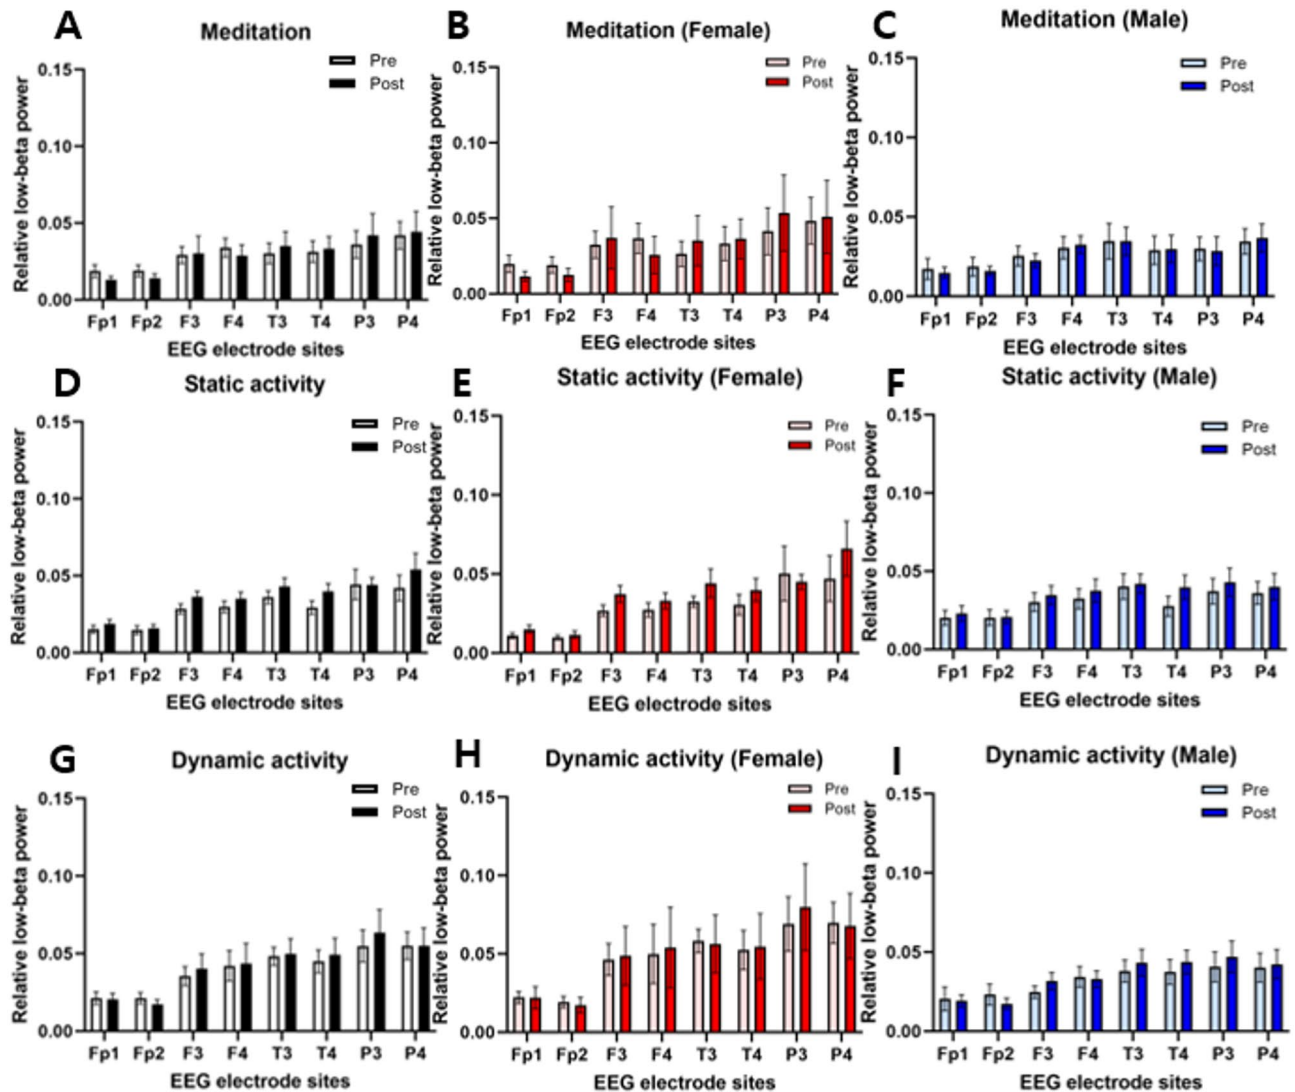 A
Meditation
Pre
Post
Relative low-beta power
0.15
0.10
0.05
0.00
Fp1 Fp2 F3 F4 T3 T4 P3 P4
EEG electrode sites
B
Meditation (Female)
Pre
Post
Relative low-beta power
0.15
0.10
0.05
0.00
Fp1 Fp2 F3 F4 T3 T4 P3 P4
EEG electrode sites
C
Meditation (Male)
Pre
Post
Relative low-beta power
0.15
0.10
0.05
0.00
Fp1 Fp2 F3 F4 T3 T4 P3 P4
EEG electrode sites
D
Static activity
Pre
Post
Relative low-beta power
0.15
0.10
0.05
0.00
Fp1 Fp2 F3 F4 T3 T4 P3 P4
EEG electrode sites
E
Static activity (Female)
Pre
Post
Relative low-beta power
0.15
0.10
0.05
0.00
Fp1 Fp2 F3 F4 T3 T4 P3 P4
EEG electrode sites
F
Static activity (Male)
Pre
Post
Relative low-beta power
0.15
0.10
0.05
0.00
Fp1 Fp2 F3 F4 T3 T4 P3 P4
EEG electrode sites
G
Dynamic activity
Pre
Post
Relative low-beta power
0.15
0.10
0.05
0.00
Fp1 Fp2 F3 F4 T3 T4 P3 P4
EEG electrode sites
H
Dynamic activity (Female)
Pre
Post
Relative low-beta power
0.15
0.10
0.05
0.00
Fp1 Fp2 F3 F4 T3 T4 P3 P4
EEG electrode sites
I
Dynamic activity (Male)
Pre
Post
Relative low-beta power
0.15
0.10
0.05
0.00
Fp1 Fp2 F3 F4 T3 T4 P3 P4
EEG electrode sites